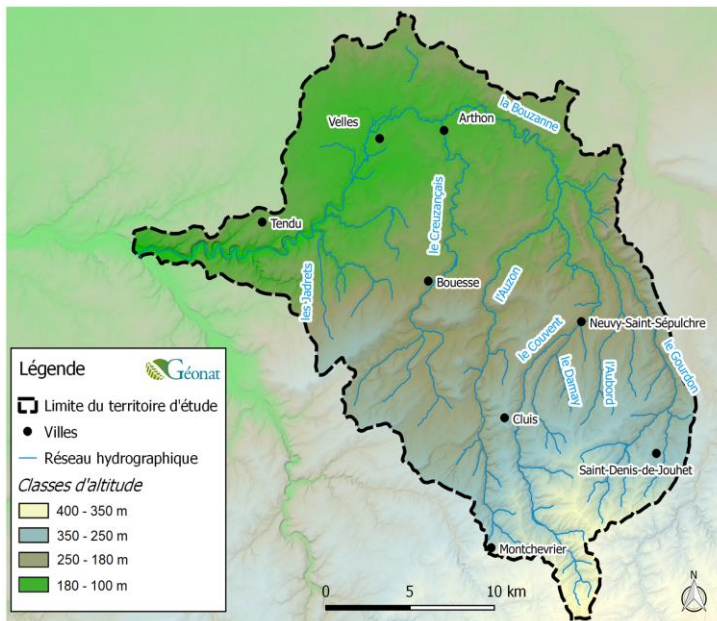 la Bouzanne
Velles
Arthon
le Creuzançais
Tendu
les Jadrets
Bouesse
l'Auzon
Neuvy-Saint-Sépulchre
le Couvent
le Damay
l'Aubord
le Gourdon
Cluis
Saint-Denis-de-Jouhet
Montchevrier
Légende
Géonat
Limite du territoire d'étude
Villes
Réseau hydrographique
Classes d'altitude
400 - 350 m
350 - 250 m
250 - 180 m
180 - 100 m
0 5 10 km
N